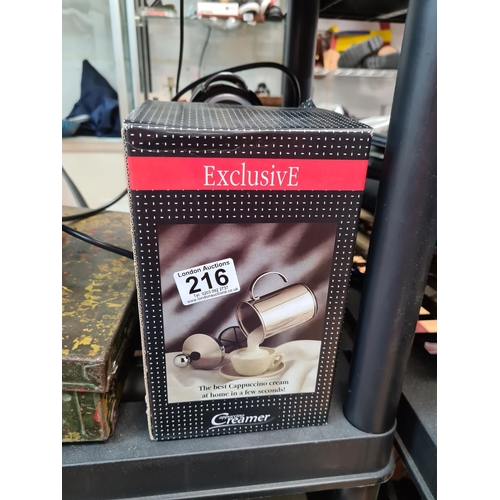 ExclusivE
London Auctions
216
The best Cappuccino cream
at home in a few seconds!
Creamer